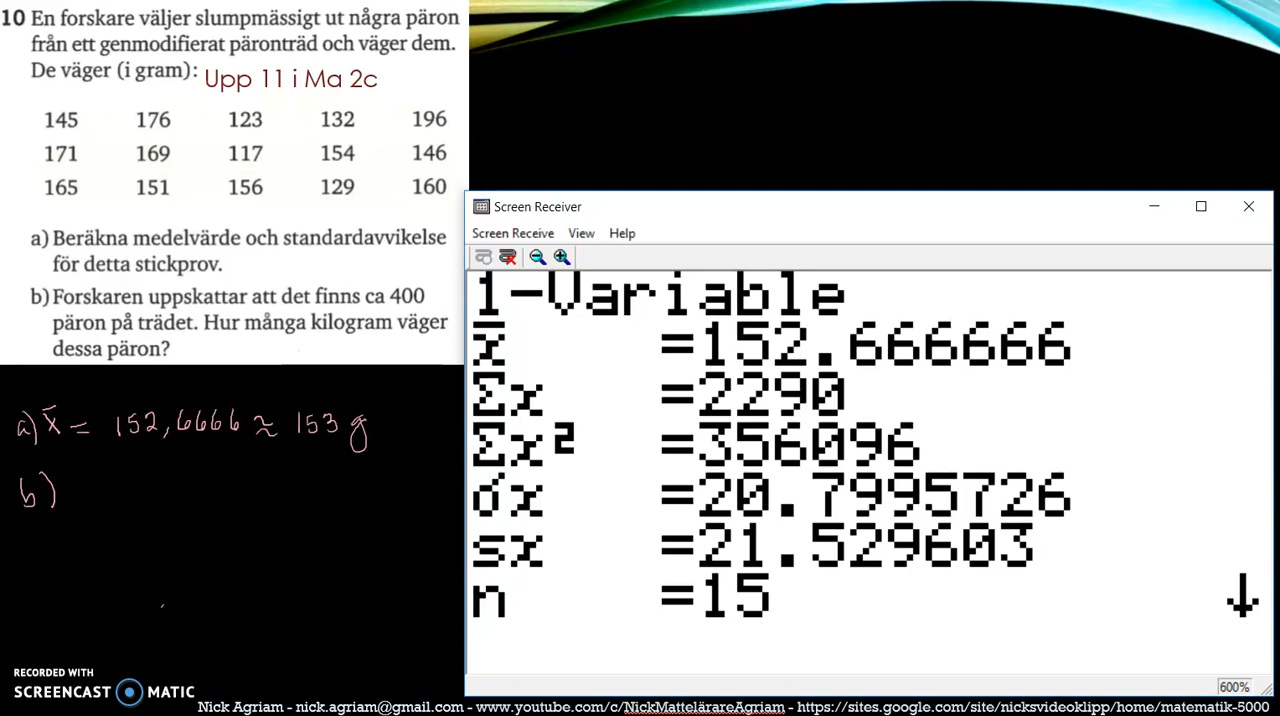 10 En forskare väljer slumpmässigt ut några päron
från ett genmodifierat päronträd och väger dem.
De väger (i gram): Upp 11 i Ma 2c
145 176 123 132 196
171 169 117 154 146
165 151 156 129 160
a) Beräkna medelvärde och standardavvikelse
för detta stickprov.
b) Forskaren uppskattar att det finns ca 400
päron på trädet. Hur många kilogram väger
dessa päron?
a) x̄ = 152,6666 ≈ 153 g
b)
Screen Receiver
Screen Receive View Help
1-Variable
x̄ =152.666666
Σx =2290
Σx² =356096
σx =20.7995726
sx =21.529603
n =15 ↓
600%
RECORDED WITH
SCREENCAST MATIC
Nick Agriam - nick.agriam@gmail.com - www.youtube.com/c/NickMattelärareAgriam - https://sites.google.com/site/nicksvideoklipp/home/matematik-5000